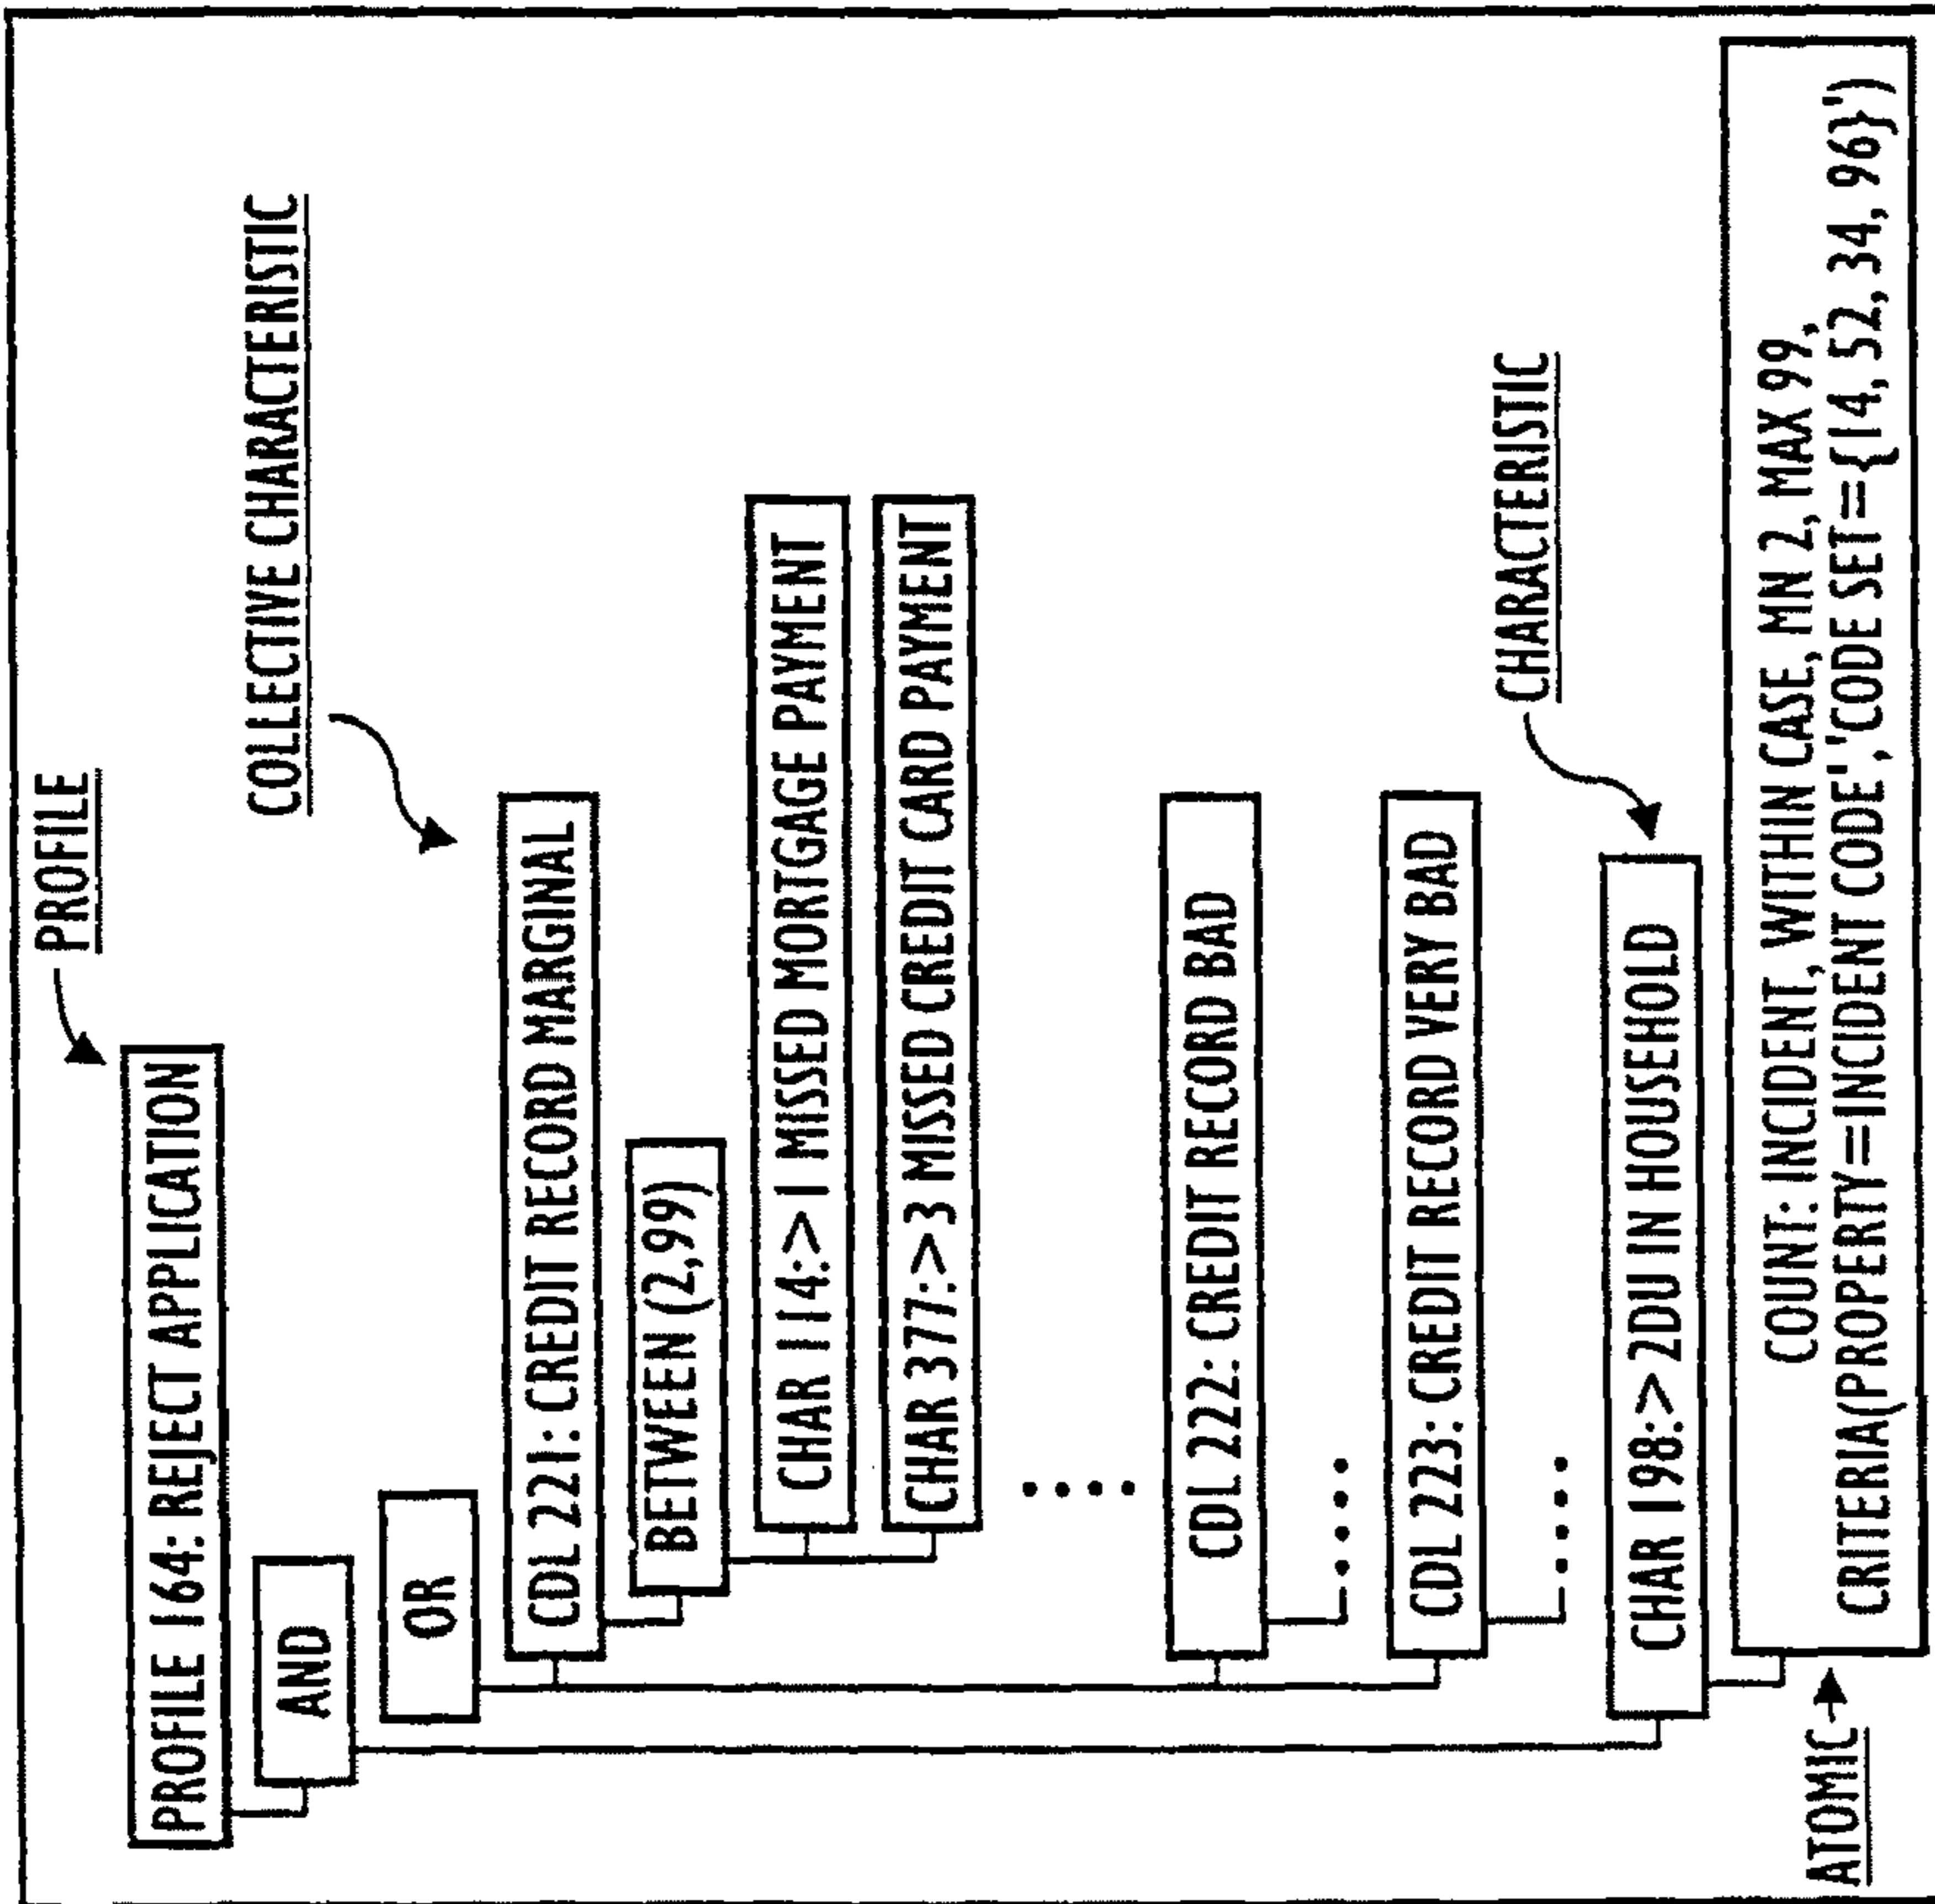 PROFILE
PROFILE 164: REJECT APPLICATION
COLLECTIVE CHARACTERISTIC
AND
OR
CDL 221: CREDIT RECORD MARGINAL
BETWEEN (2,99)
CHAR 1114:> 1 MISSED MORTGAGE PAYMENT
CHAR 377:>3 MISSED CREDIT CARD PAYMENT
....
CDL 222: CREDIT RECORD BAD
....
CDL 223: CREDIT RECORD VERY BAD
....
CHARACTERISTIC
CHAR 198:> 2DU IN HOUSEHOLD
ATOMIC
COUNT: INCIDENT, WITHIN CASE, MN 2, MAX 99,
CRITERIA(PROPERTY=INCIDENT CODE','CODE SET={14, 52, 34, 96}')